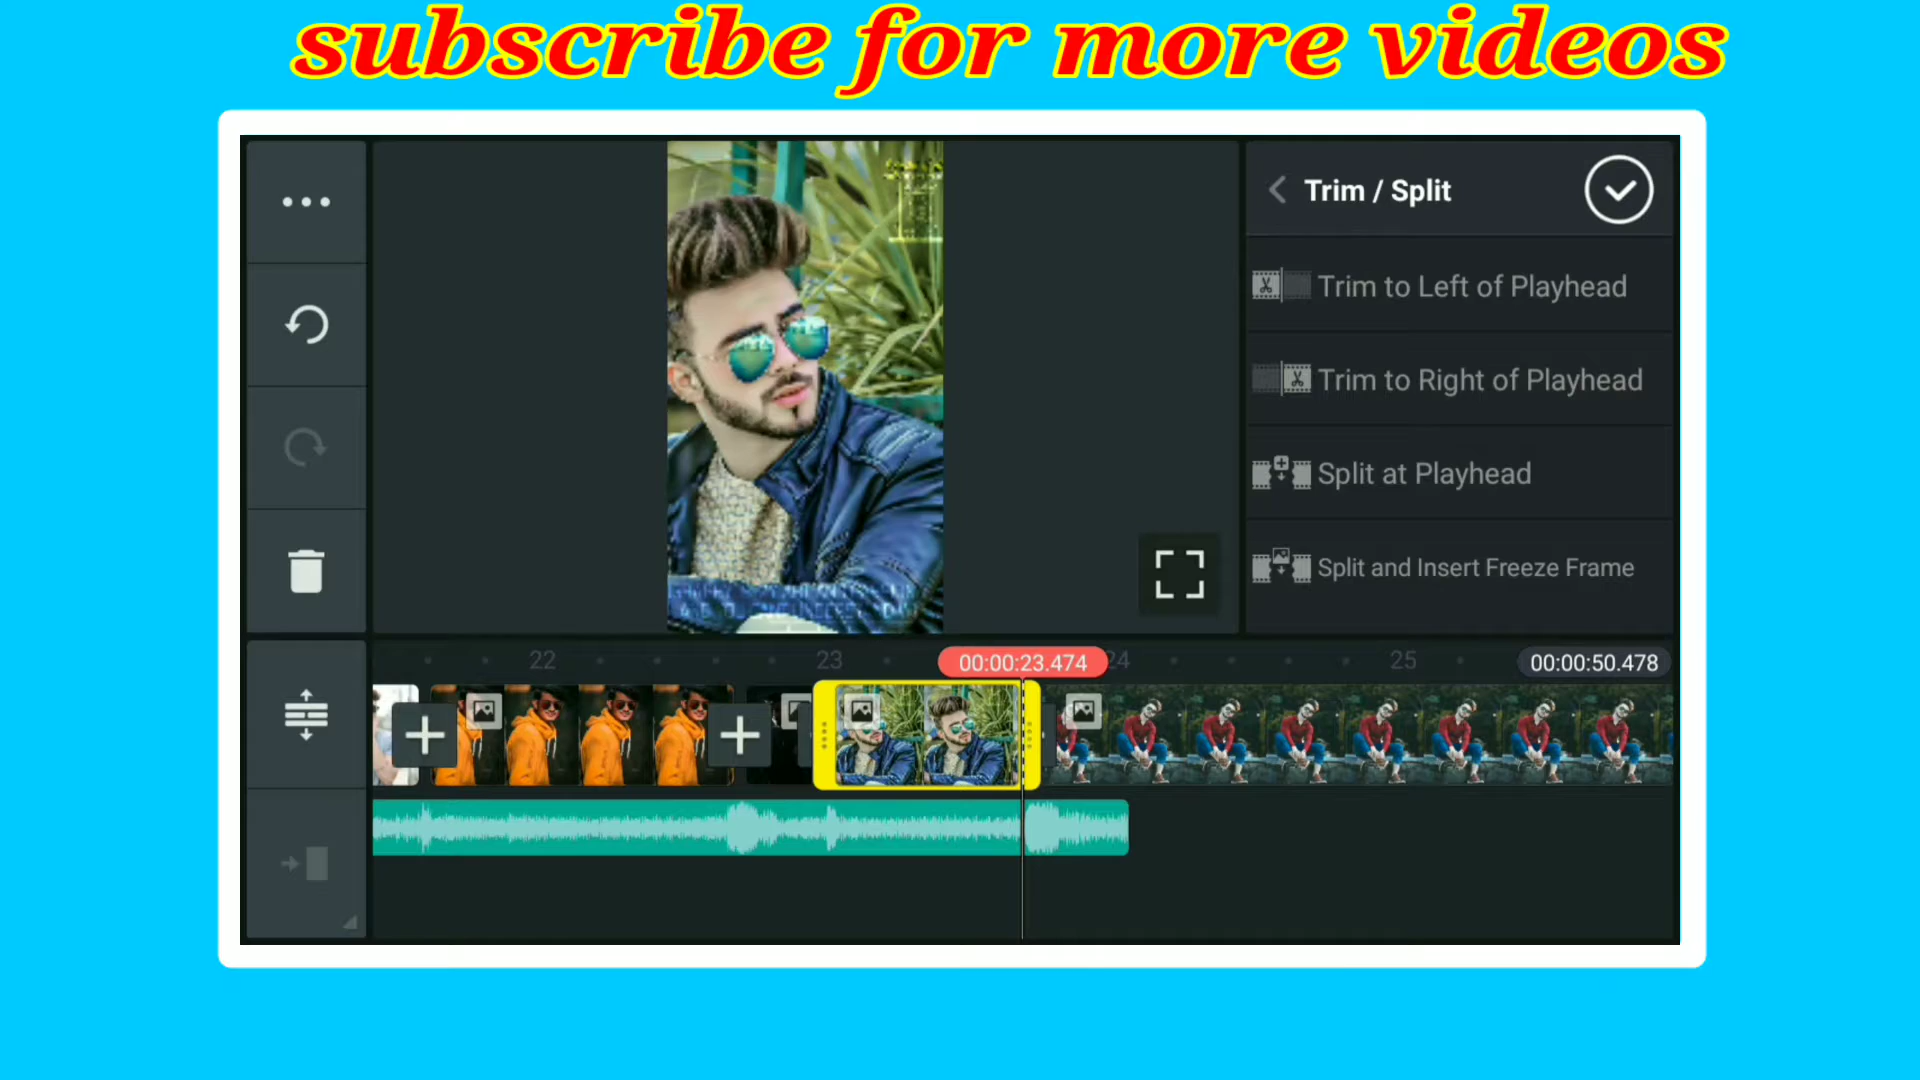 subscribe for more videos
Trim / Split
Trim to Left of Playhead
Trim to Right of Playhead
Split at Playhead
Split and Insert Freeze Frame
22
23
00:00:23.474
24
25
00:00:50.478